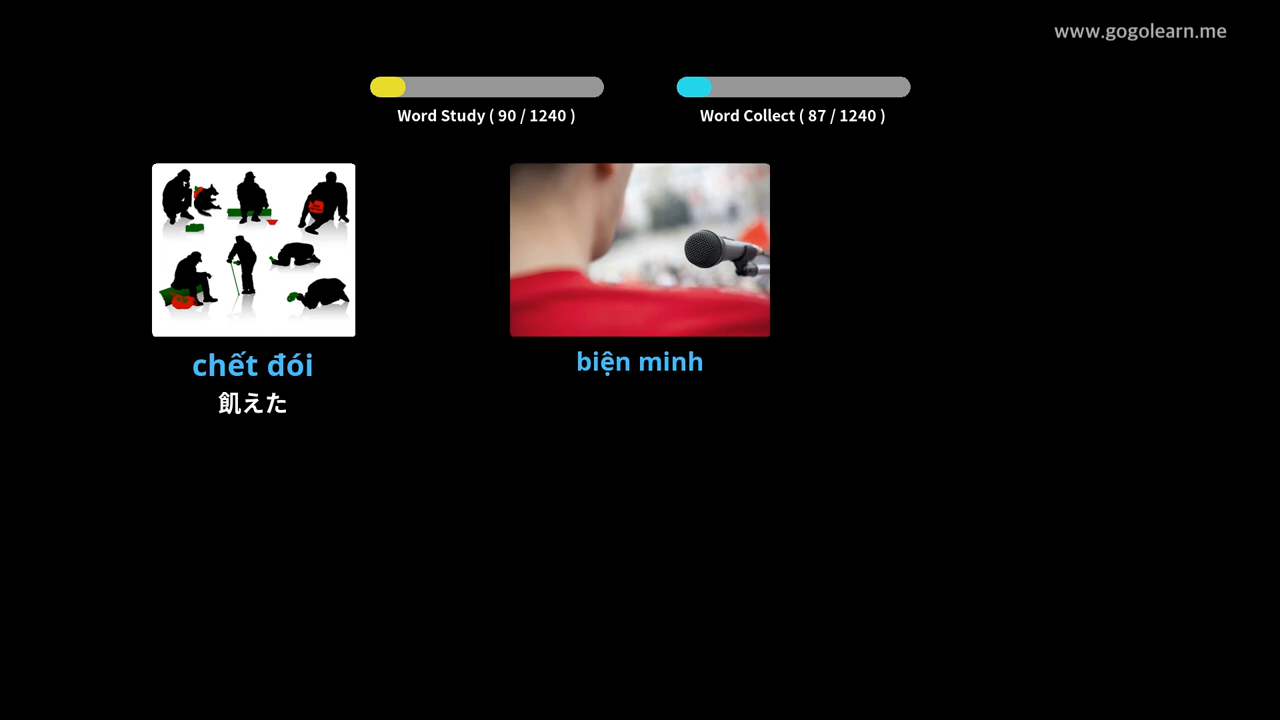 www.gogolearn.me
Word Study ( 90 / 1240 )
Word Collect ( 87 / 1240 )
chết đói
飢えた
biện minh